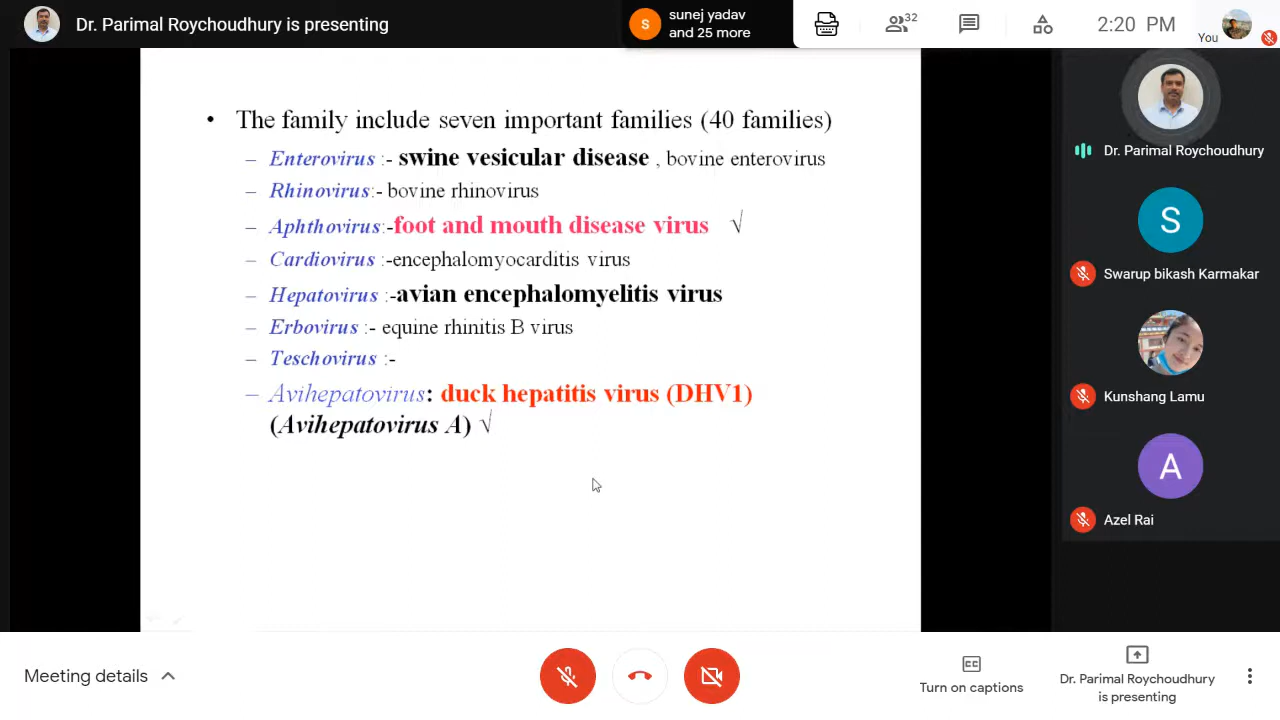 Dr. Parimal Roychoudhury is presenting
S
sunej yadav
and 25 more
32
2:20 PM
You
• The family include seven important families (40 families)
– Enterovirus :- swine vesicular disease , bovine enterovirus
– Rhinovirus:- bovine rhinovirus
– Aphthovirus:-foot and mouth disease virus √
– Cardiovirus :-encephalomyocarditis virus
– Hepatovirus :-avian encephalomyelitis virus
– Erbovirus :- equine rhinitis B virus
– Teschovirus :-
– Avihepatovirus: duck hepatitis virus (DHV1)
(Avihepatovirus A) √
Dr. Parimal Roychoudhury
S
Swarup bikash Karmakar
Kunshang Lamu
A
Azel Rai
Meeting details
CC
Turn on captions
Dr. Parimal Roychoudhury
is presenting